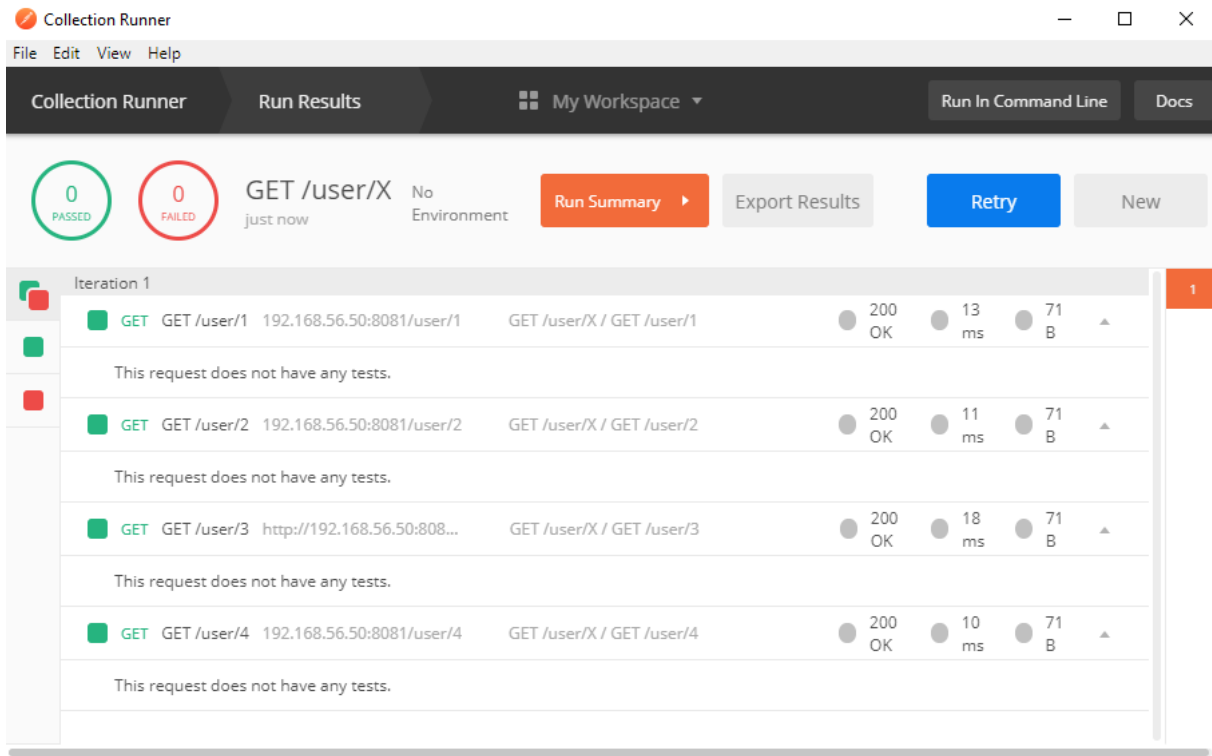 Collection Runner
File Edit View Help
Collection Runner Run Results My Workspace Run In Command Line Docs
0 PASSED
0 FAILED
GET /user/X
just now
No Environment
Run Summary Export Results Retry New
Iteration 1
1
GET GET /user/1 192.168.56.50:8081/user/1 GET /user/X / GET /user/1 200 OK 13 ms 71 B
This request does not have any tests.
GET GET /user/2 192.168.56.50:8081/user/2 GET /user/X / GET /user/2 200 OK 11 ms 71 B
This request does not have any tests.
GET GET /user/3 http://192.168.56.50:808... GET /user/X / GET /user/3 200 OK 18 ms 71 B
This request does not have any tests.
GET GET /user/4 192.168.56.50:8081/user/4 GET /user/X / GET /user/4 200 OK 10 ms 71 B
This request does not have any tests.